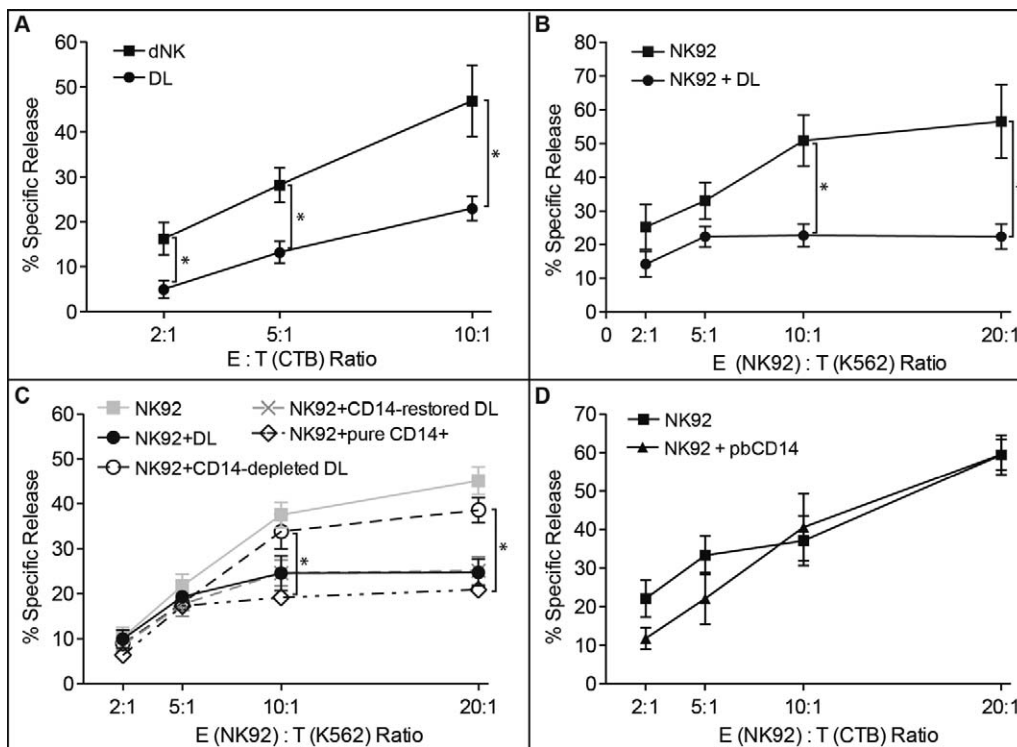 A
60
50
40
30
20
10
0
% Specific Release
dNK
DL
*
*
*
2:1
5:1
10:1
E : T (CTB) Ratio
B
80
70
60
50
40
30
20
10
0
% Specific Release
NK92
NK92 + DL
*
0
2:1
5:1
10:1
20:1
E (NK92) : T (K562) Ratio
C
60
50
40
30
20
10
0
% Specific Release
NK92
NK92+DL
NK92+CD14-depleted DL
NK92+CD14-restored DL
NK92+pure CD14+
*
*
2:1
5:1
10:1
20:1
E (NK92) : T (K562) Ratio
D
70
60
50
40
30
20
10
0
% Specific Release
NK92
NK92 + pbCD14
2:1
5:1
10:1
20:1
E (NK92) : T (CTB) Ratio